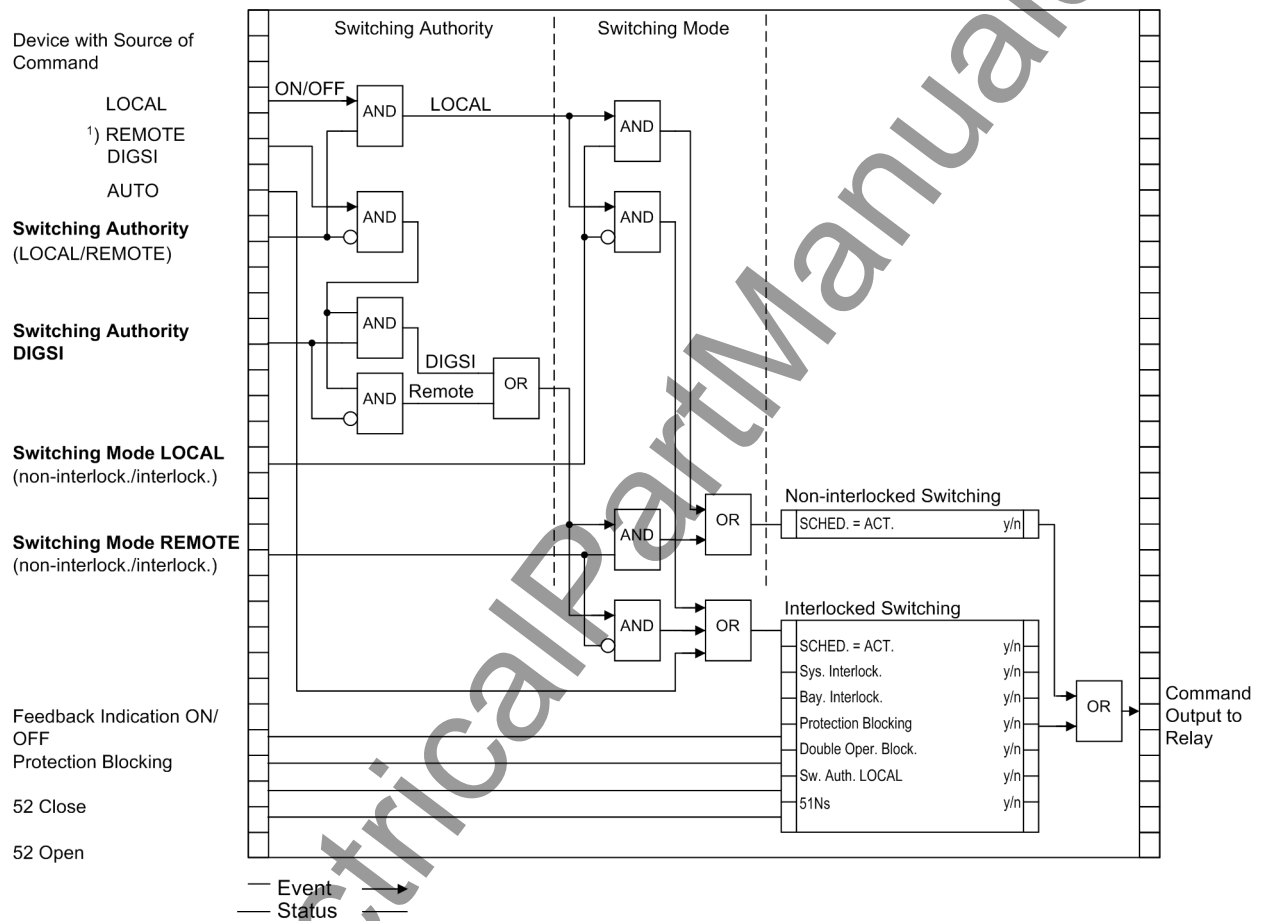 Switching Authority
Switching Mode
Device with Source of
Command
ON/OFF
LOCAL
AND
LOCAL
AND
¹) REMOTE
DIGSI
AUTO
AND
AND
Switching Authority
(LOCAL/REMOTE)
Switching Authority
DIGSI
AND
DIGSI
AND
Remote
OR
Switching Mode LOCAL
(non-interlock./interlock.)
Switching Mode REMOTE
(non-interlock./interlock.)
AND
OR
Non-interlocked Switching
SCHED. = ACT. y/n
AND
OR
Interlocked Switching
SCHED. = ACT. y/n
Sys. Interlock. y/n
Bay. Interlock. y/n
Protection Blocking y/n
Double Oper. Block. y/n
Sw. Auth. LOCAL y/n
51Ns y/n
OR
Command
Output to
Relay
Feedback Indication ON/
OFF
Protection Blocking
52 Close
52 Open
Event
Status
ctricalPartManuals